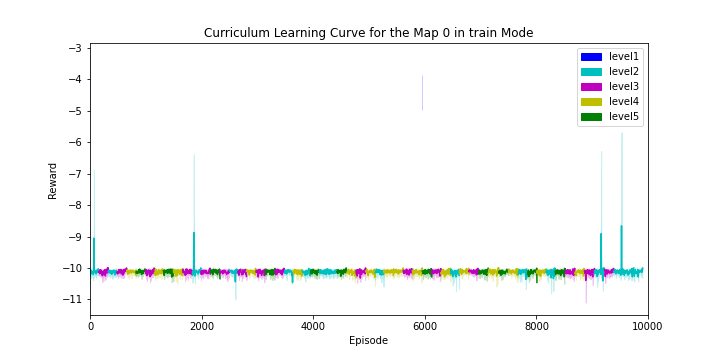 Curriculum Learning Curve for the Map 0 in train Mode
−3
−4
−5
−6
−7
−8
−9
−10
−11
Reward
level1
level2
level3
level4
level5
0
2000
4000
6000
8000
10000
Episode